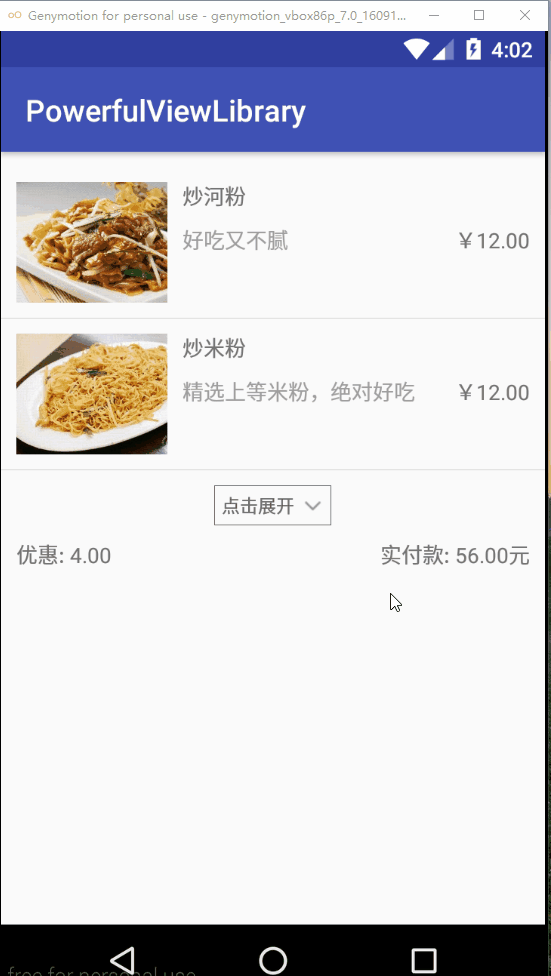 Genymotion for personal use - genymotion_vbox86p_7.0_16091...
4:02
PowerfulViewLibrary
炒河粉
好吃又不腻 ￥12.00
炒米粉
精选上等米粉，绝对好吃 ￥12.00
点击展开
优惠: 4.00 实付款: 56.00元
free for personal use